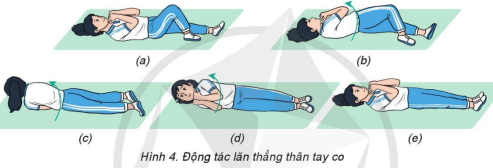 (a)
(b)
(c)
(d)
(e)
Hình 4. Động tác lăn thẳng thân tay co